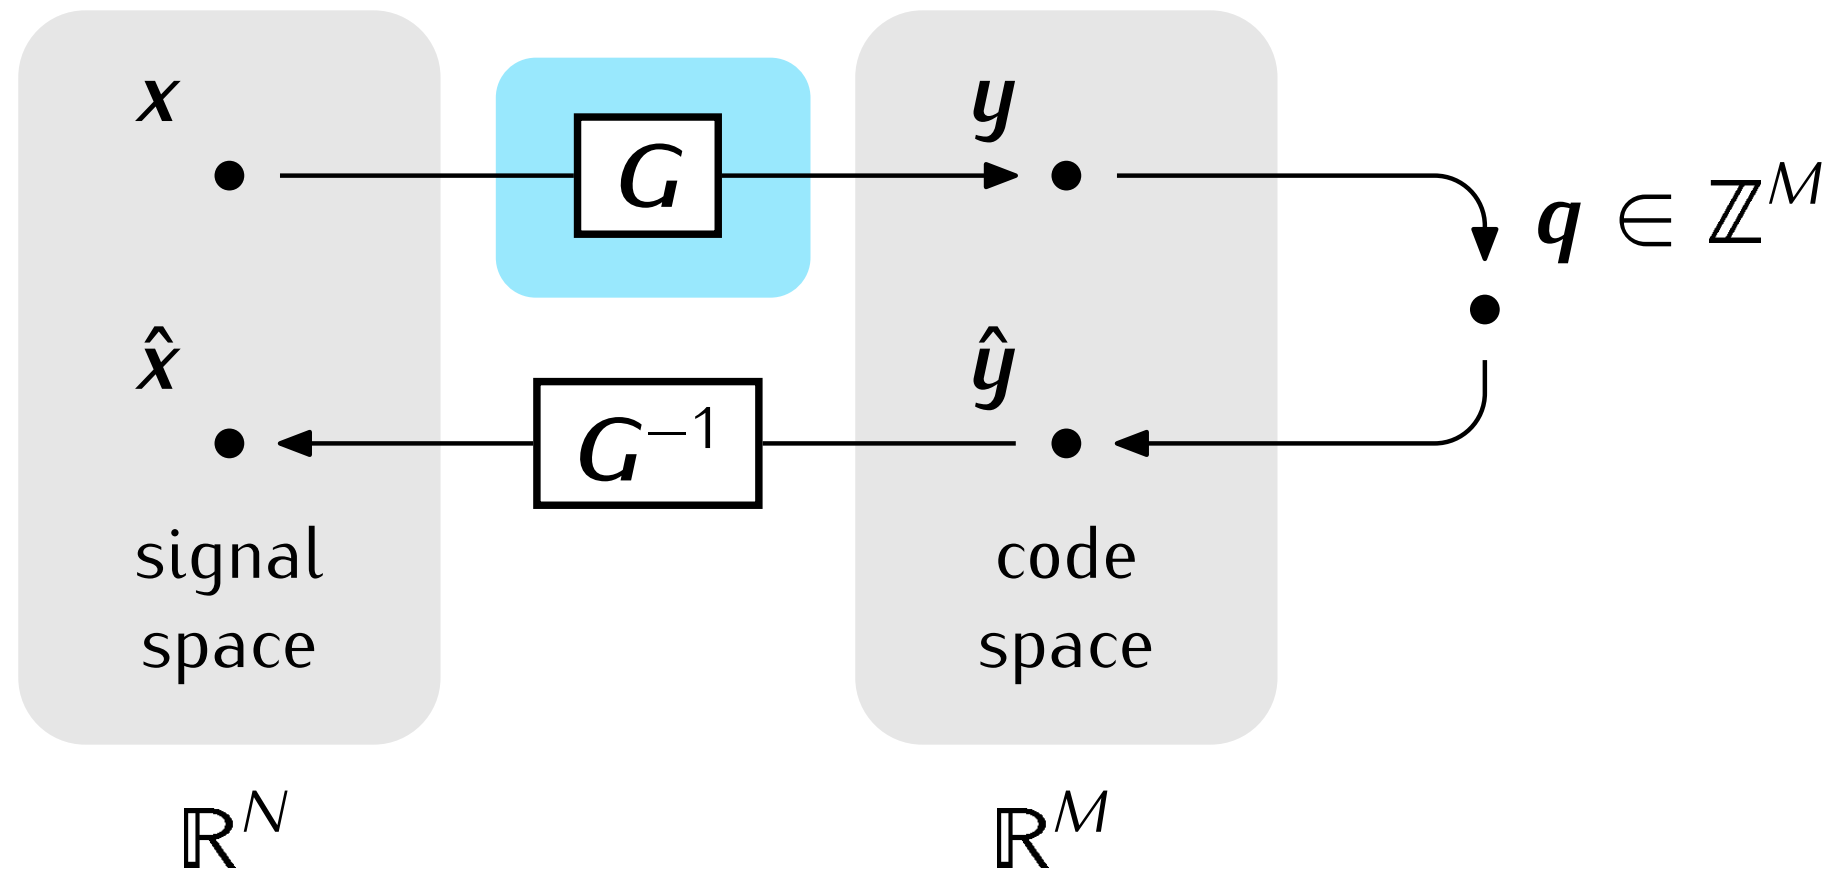 x
G
y
q ∈ ℤ^M
x̂
G^−1
ŷ
signal
space
code
space
ℝ^N
ℝ^M